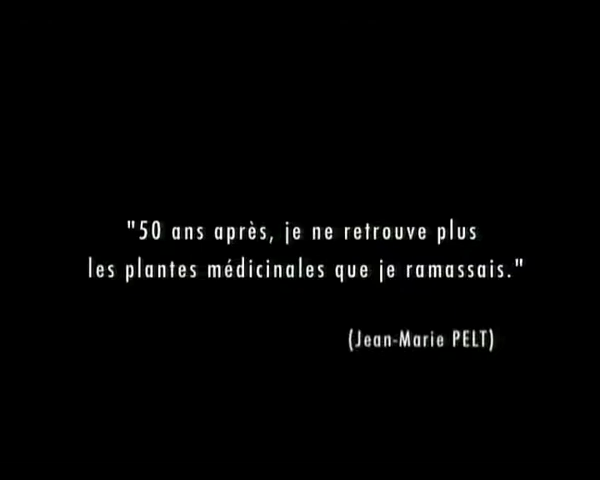 "50 ans après, je ne retrouve plus
les plantes médicinales que je ramassais."
(Jean-Marie PELT)